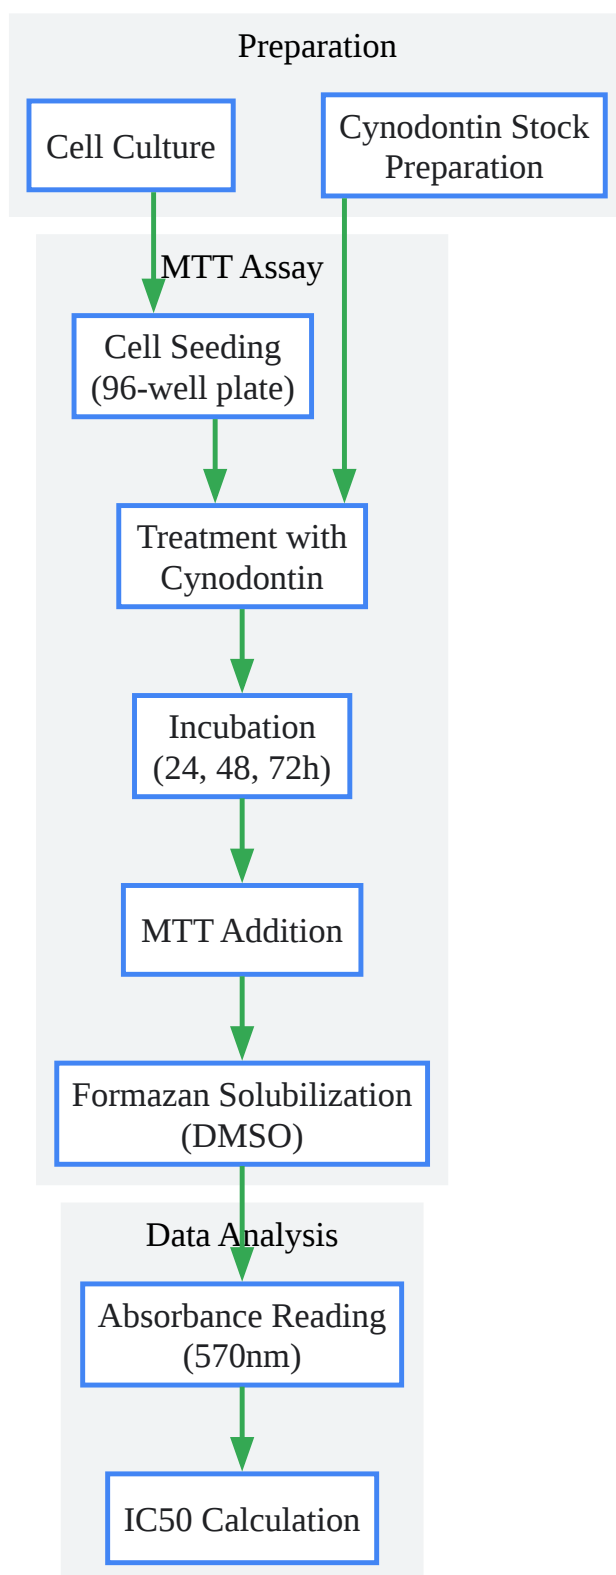 Preparation
Cell Culture
Cynodontin Stock
Preparation
MTT Assay
Cell Seeding
(96-well plate)
Treatment with
Cynodontin
Incubation
(24, 48, 72h)
MTT Addition
Formazan Solubilization
(DMSO)
Data Analysis
Absorbance Reading
(570nm)
IC50 Calculation